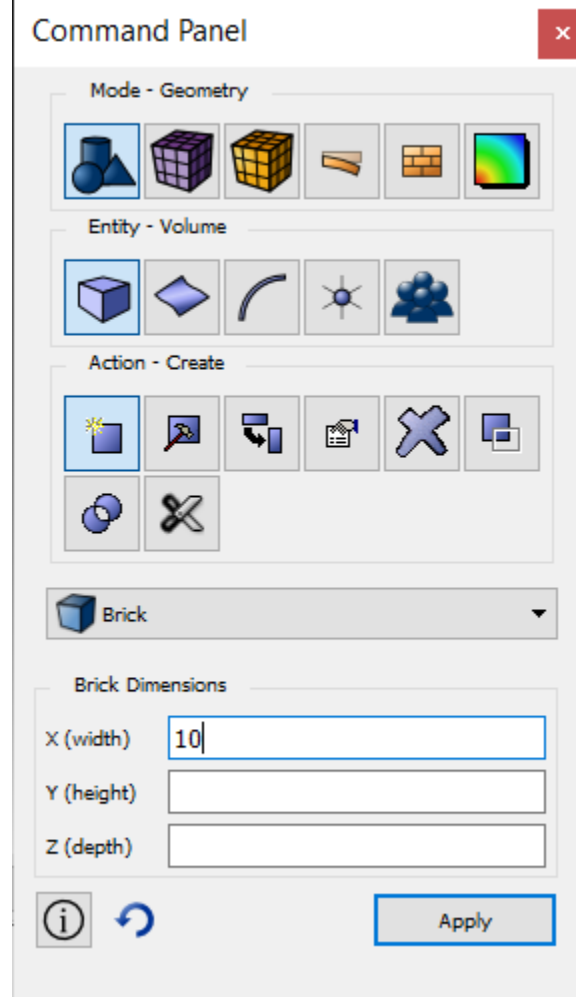 Command Panel
Mode - Geometry
Entity - Volume
Action - Create
Brick
Brick Dimensions
X (width) 10
Y (height)
Z (depth)
Apply